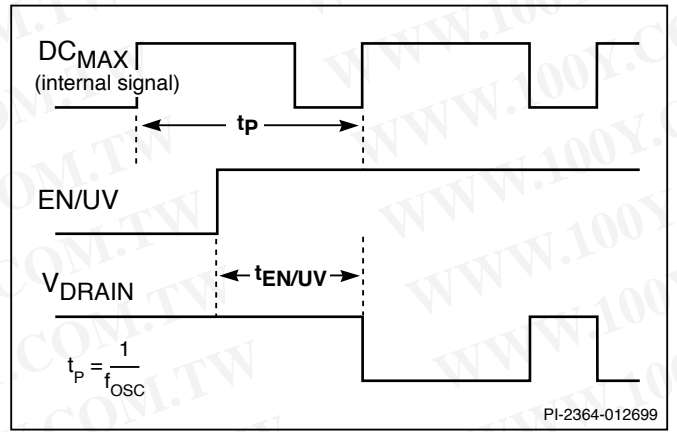 DCMAX
(internal signal)
tP
EN/UV
tEN/UV
VDRAIN
tP = 1/fOSC
PI-2364-012699
WWW.100Y.COM.TW